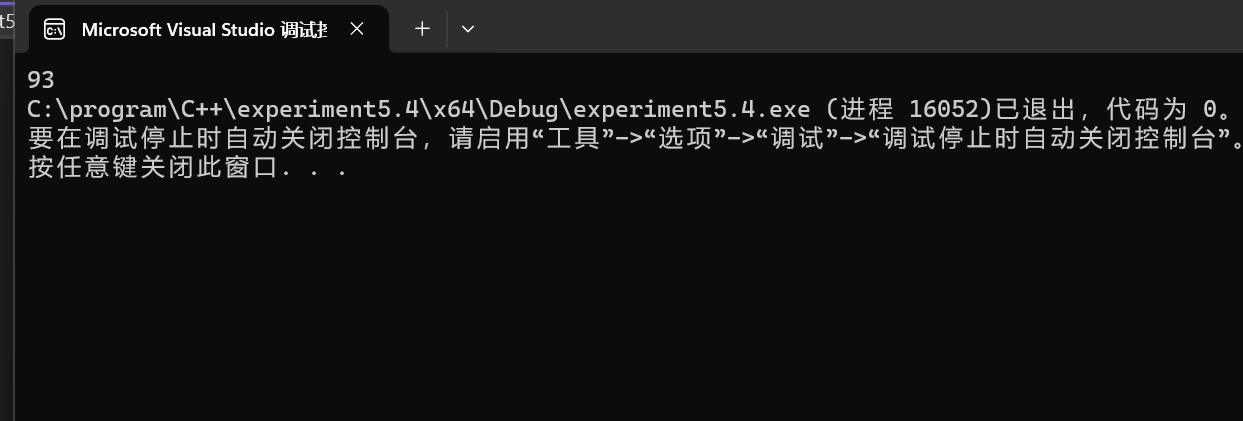 t5
Microsoft Visual Studio 调试控
93
C:\program\C++\experiment5.4\x64\Debug\experiment5.4.exe (进程 16052)已退出，代码为 0。
要在调试停止时自动关闭控制台，请启用“工具”->“选项”->“调试”->“调试停止时自动关闭控制台”。
按任意键关闭此窗口. . .